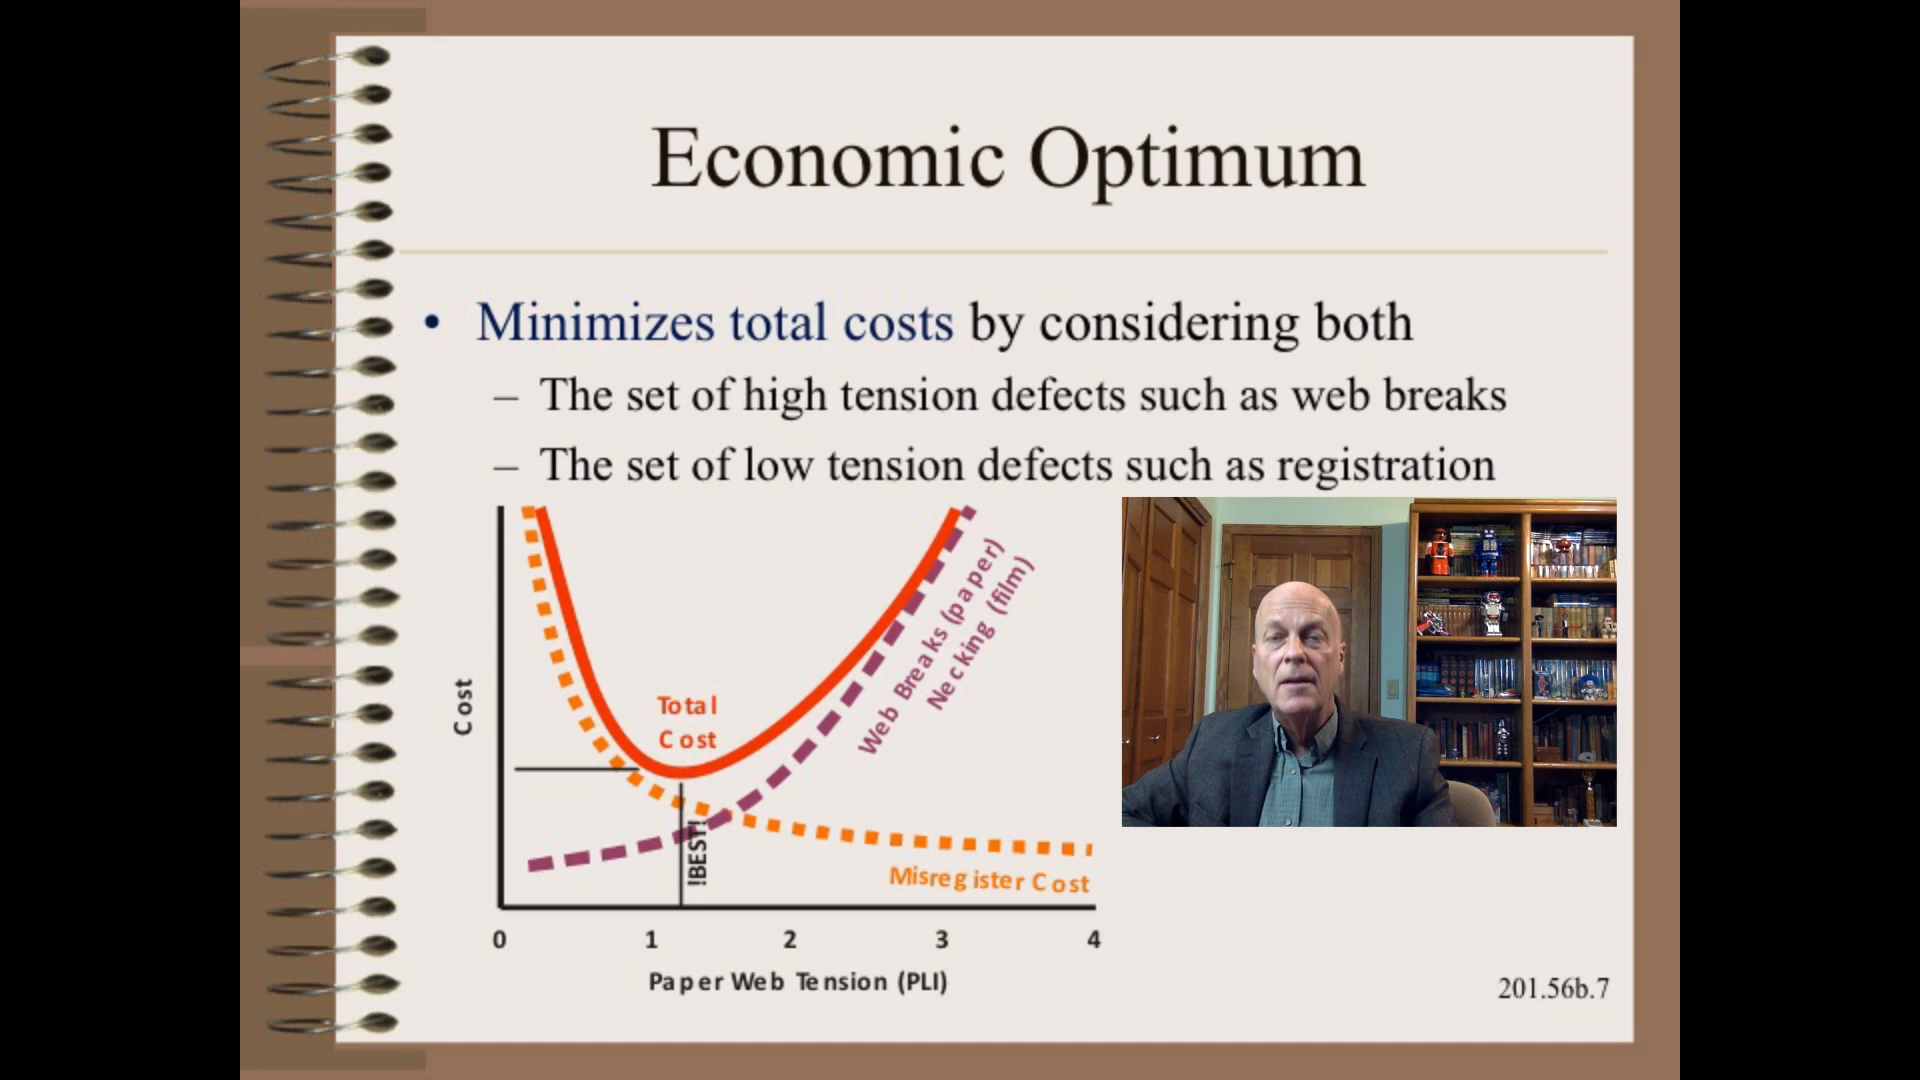 Economic Optimum
• Minimizes total costs by considering both
– The set of high tension defects such as web breaks
– The set of low tension defects such as registration
Cost
Total
Cost
Web Breaks (paper)
Necking (film)
!BEST!
Misregister Cost
0 1 2 3 4
Paper Web Tension (PLI)
201.56b.7